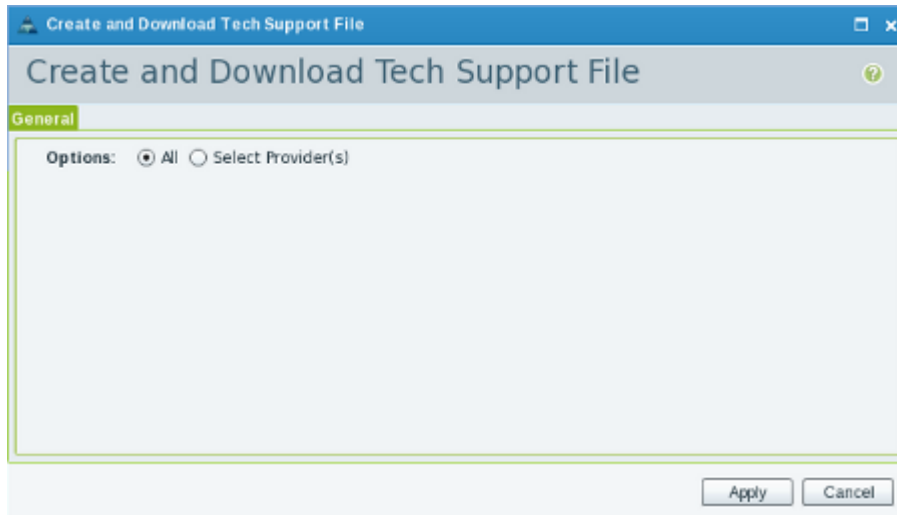 Create and Download Tech Support File
Create and Download Tech Support File
General
Options: All Select Provider(s)
Apply Cancel